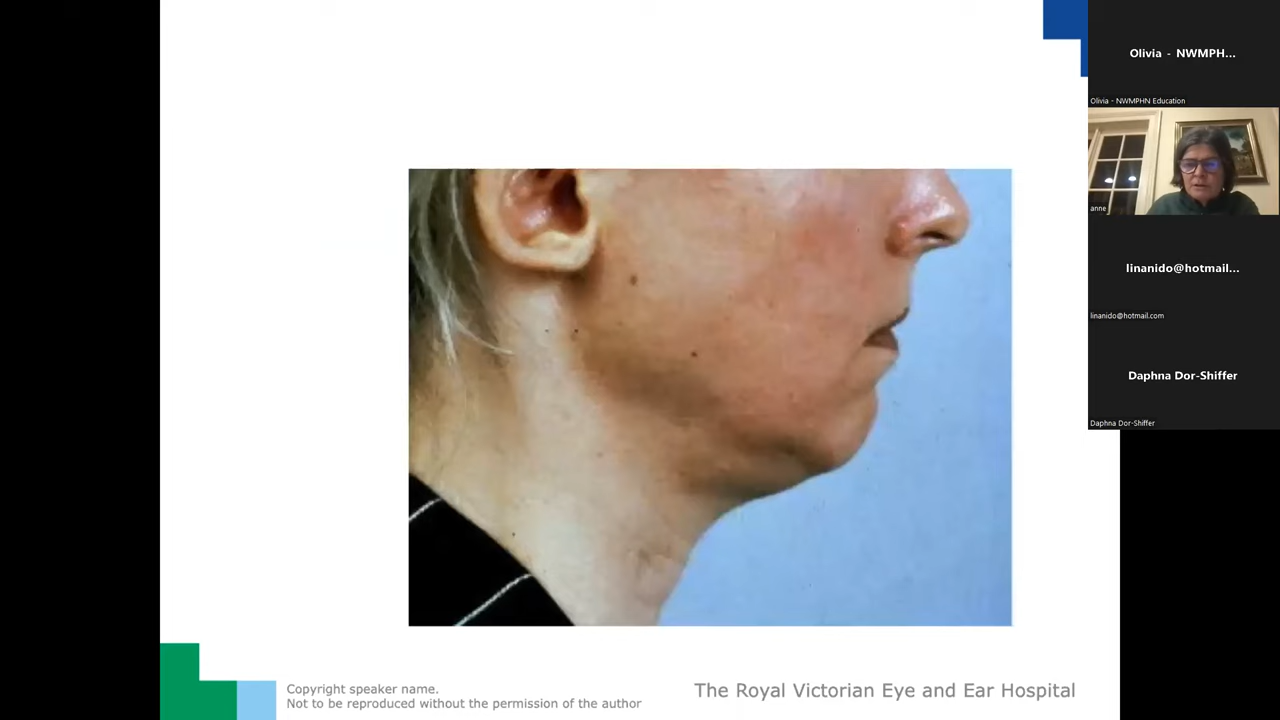 Olivia - NWMPH...
Olivia - NWMPHN Education
anne
linanido@hotmail...
linanido@hotmail.com
Daphna Dor-Shiffer
Daphna Dor-Shiffer
Copyright speaker name.
Not to be reproduced without the permission of the author
The Royal Victorian Eye and Ear Hospital